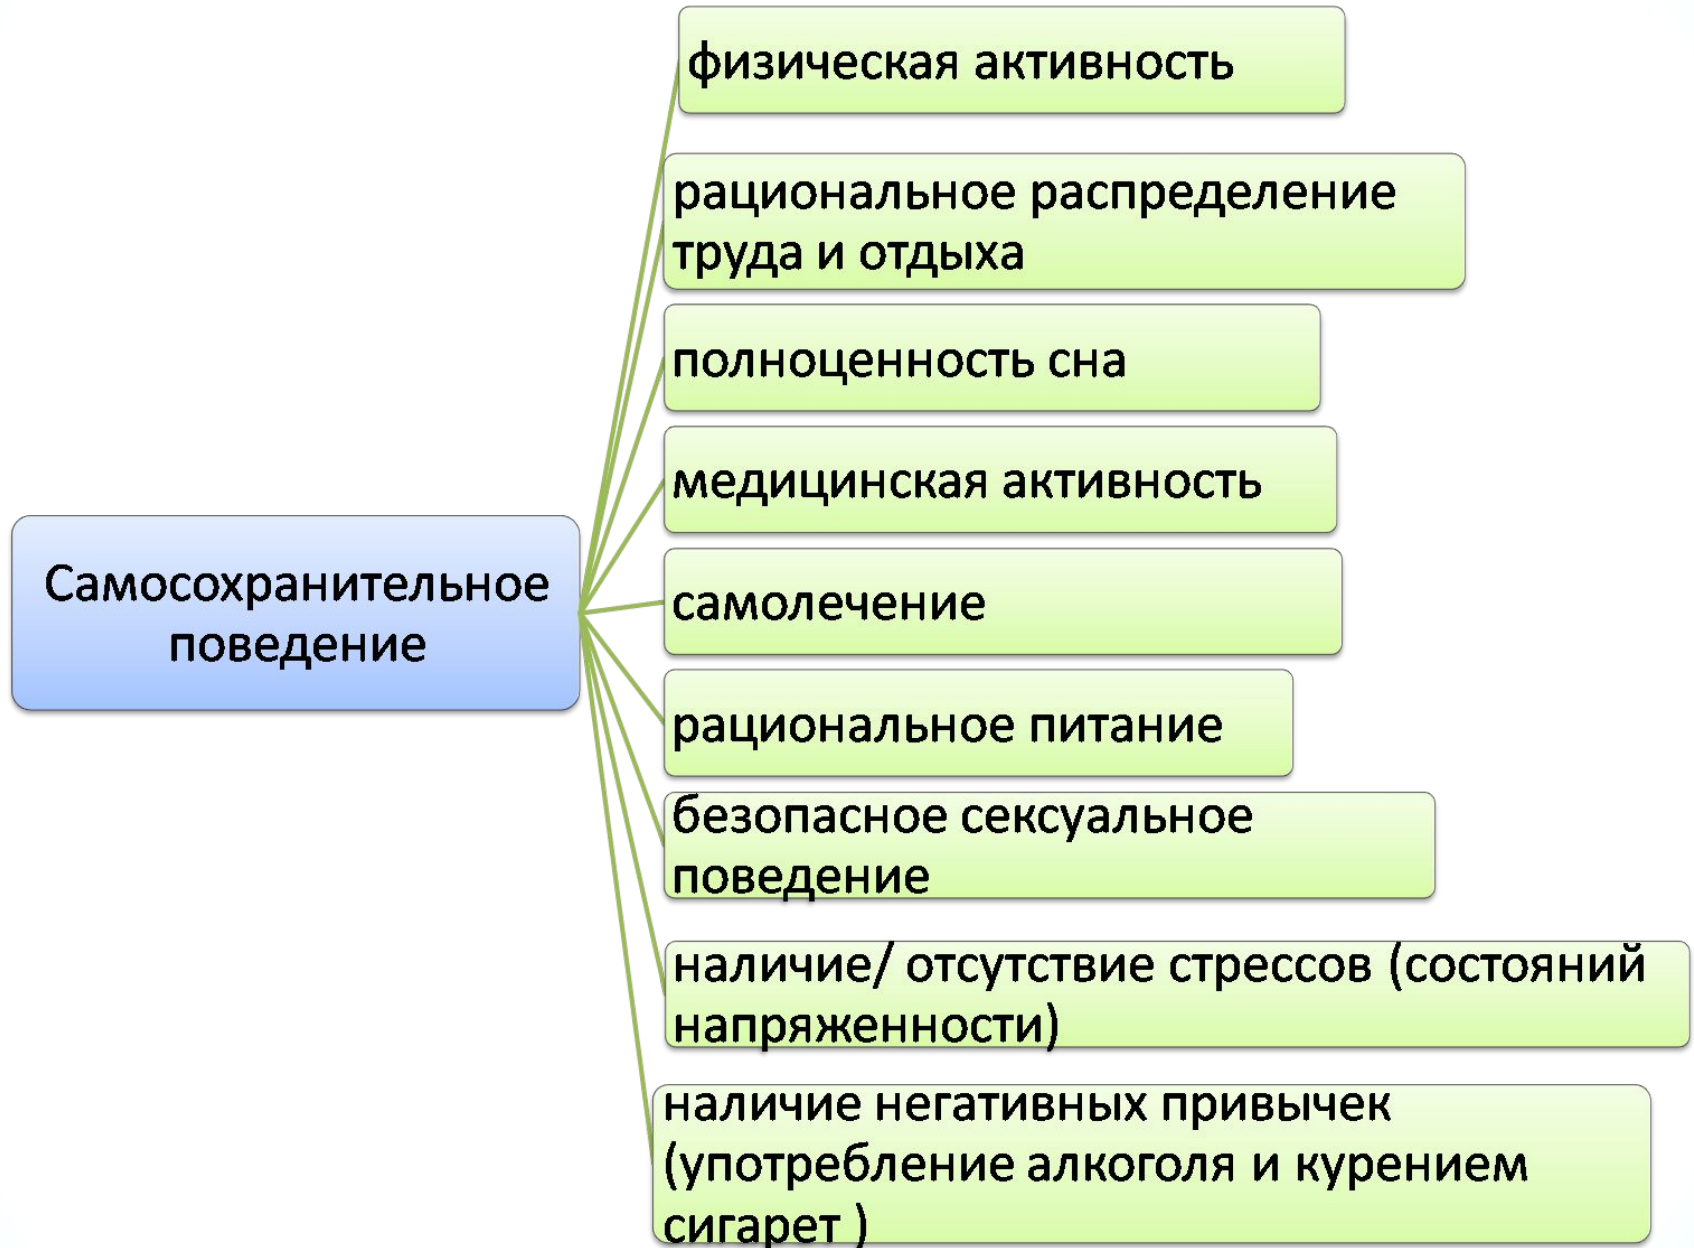 физическая активность
рациональное распределение
труда и отдыха
полноценность сна
медицинская активность
Самосохранительное
поведение
самолечение
рациональное питание
безопасное сексуальное
поведение
наличие/ отсутствие стрессов (состояний
напряженности)
наличие негативных привычек
(употребление алкоголя и курением
сигарет )